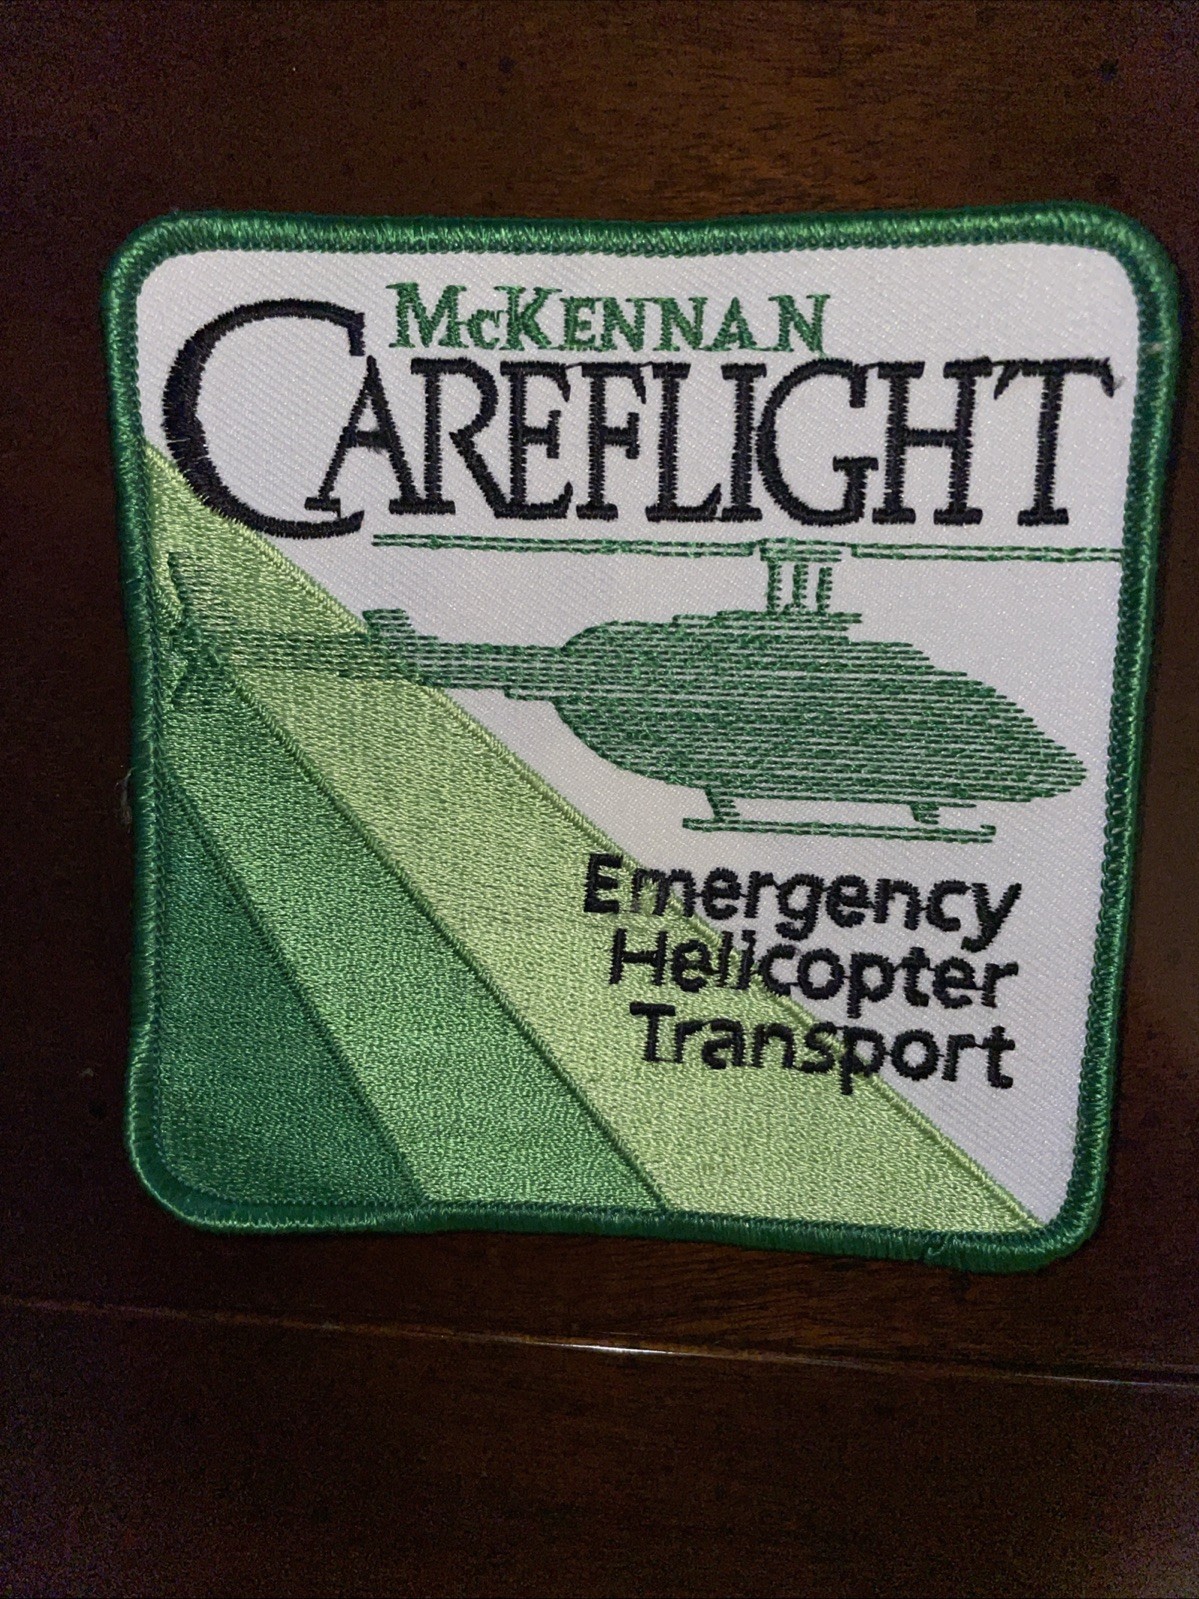 McKENNAN
CAREFLIGHT
Emergency
Helicopter
Transport